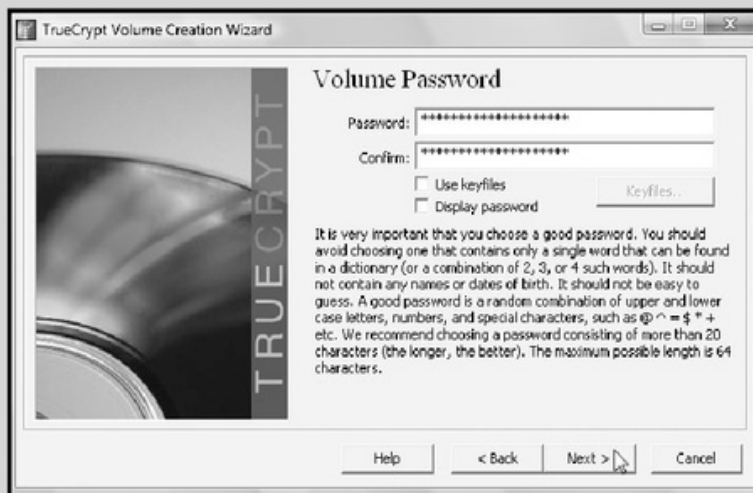 TrueCrypt Volume Creation Wizard
TRUECRYPT
Volume Password
Password: ********************
Confirm: ********************
Use keyfiles
Keyfiles..
Display password
It is very important that you choose a good password. You should
avoid choosing one that contains only a single word that can be found
in a dictionary (or a combination of 2, 3, or 4 such words). It should
not contain any names or dates of birth. It should not be easy to
guess. A good password is a random combination of upper and lower
case letters, numbers, and special characters, such as @ ^ = $ * +
etc. We recommend choosing a password consisting of more than 20
characters (the longer, the better). The maximum possible length is 64
characters.
Help
< Back
Next >
Cancel